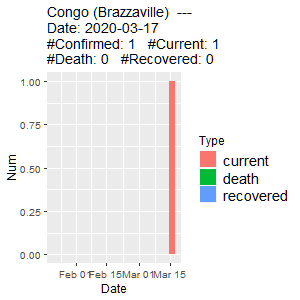 Congo (Brazzaville)  ---
Date: 2020-03-17
#Confirmed: 1   #Current: 1
#Death: 0   #Recovered: 0
1.00
0.75
0.50
0.25
0.00
Num
Feb 01 Feb 15 Mar 01 Mar 15
Date
Type
current
death
recovered